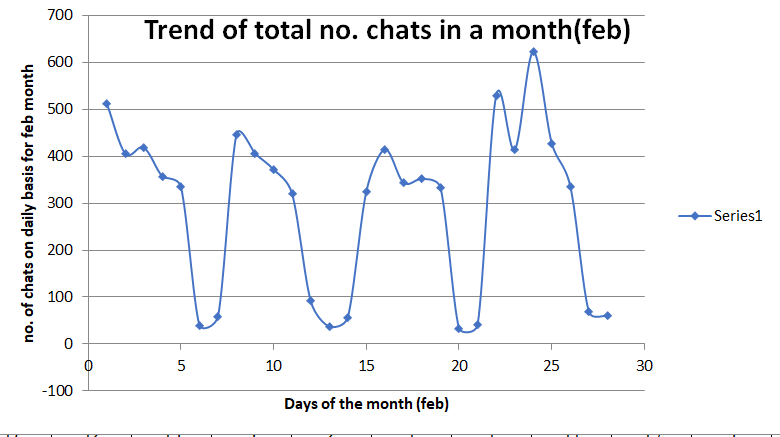 Trend of total no. chats in a month(feb)
700
600
500
400
300
200
100
0
-100
no. of chats on daily basis for feb month
0 5 10 15 20 25 30
Days of the month (feb)
Series1